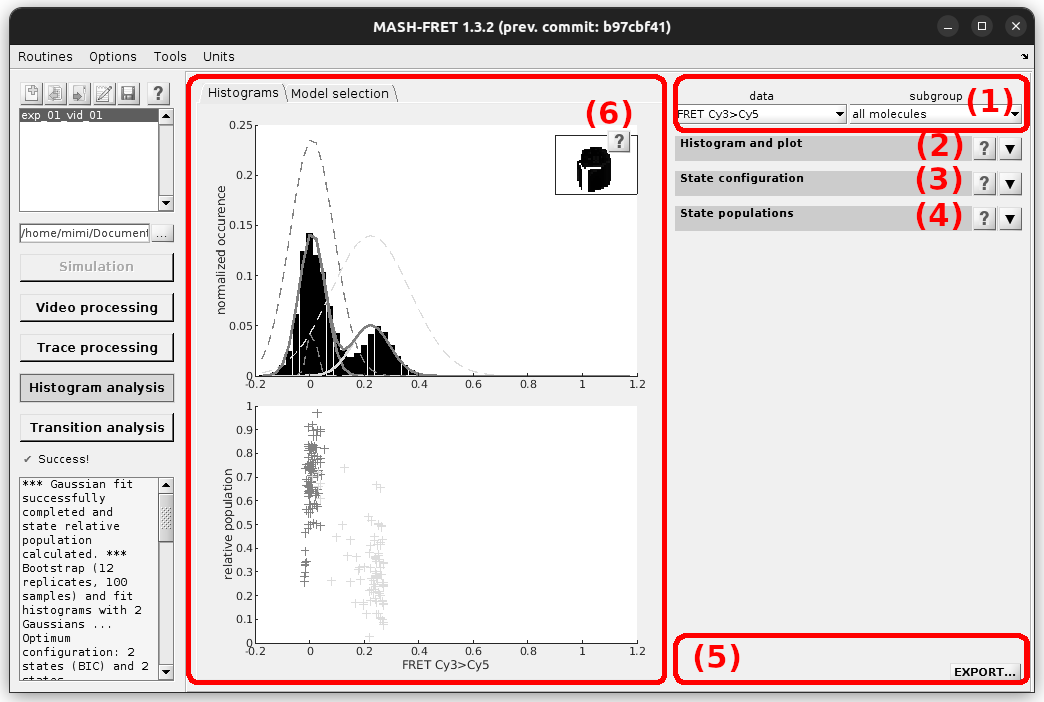 MASH-FRET 1.3.2 (prev. commit: b97cbf41)
Routines Options Tools Units
exp_01_vid_01
/home/mimi/Document
...
Simulation
Video processing
Trace processing
Histogram analysis
Transition analysis
✓ Success!
*** Gaussian fit
successfully
completed and
state relative
population
calculated. ***
Bootstrap (12
replicates, 100
samples) and fit
histograms with 2
Gaussians ...
Optimum
configuration: 2
states (BIC) and 2
states
?
Histograms Model selection
(6)
?
normalized occurence
0.25
0.2
0.15
0.1
0.05
0
-0.2 0 0.2 0.4 0.6 0.8 1 1.2
relative population
1
0.9
0.8
0.7
0.6
0.5
0.4
0.3
0.2
0.1
0
-0.2 0 0.2 0.4 0.6 0.8 1 1.2
FRET Cy3>Cy5
data subgroup
(1)
FRET Cy3>Cy5 all molecules
Histogram and plot (2) ? ▼
State configuration (3) ? ▼
State populations (4) ? ▼
(5)
EXPORT...